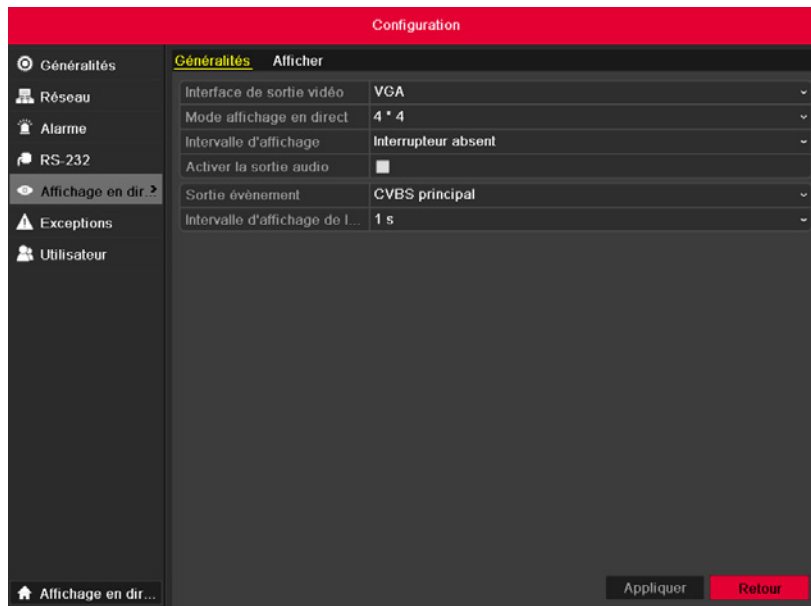 Configuration
Généralités
Réseau
Alarme
RS-232
Affichage en dir..
Exceptions
Utilisateur
Affichage en dir...
Généralités Afficher
Interface de sortie vidéo VGA
Mode affichage en direct 4 * 4
Intervalle d'affichage Interrupteur absent
Activer la sortie audio
Sortie évènement CVBS principal
Intervalle d'affichage de l... 1 s
Appliquer Retour